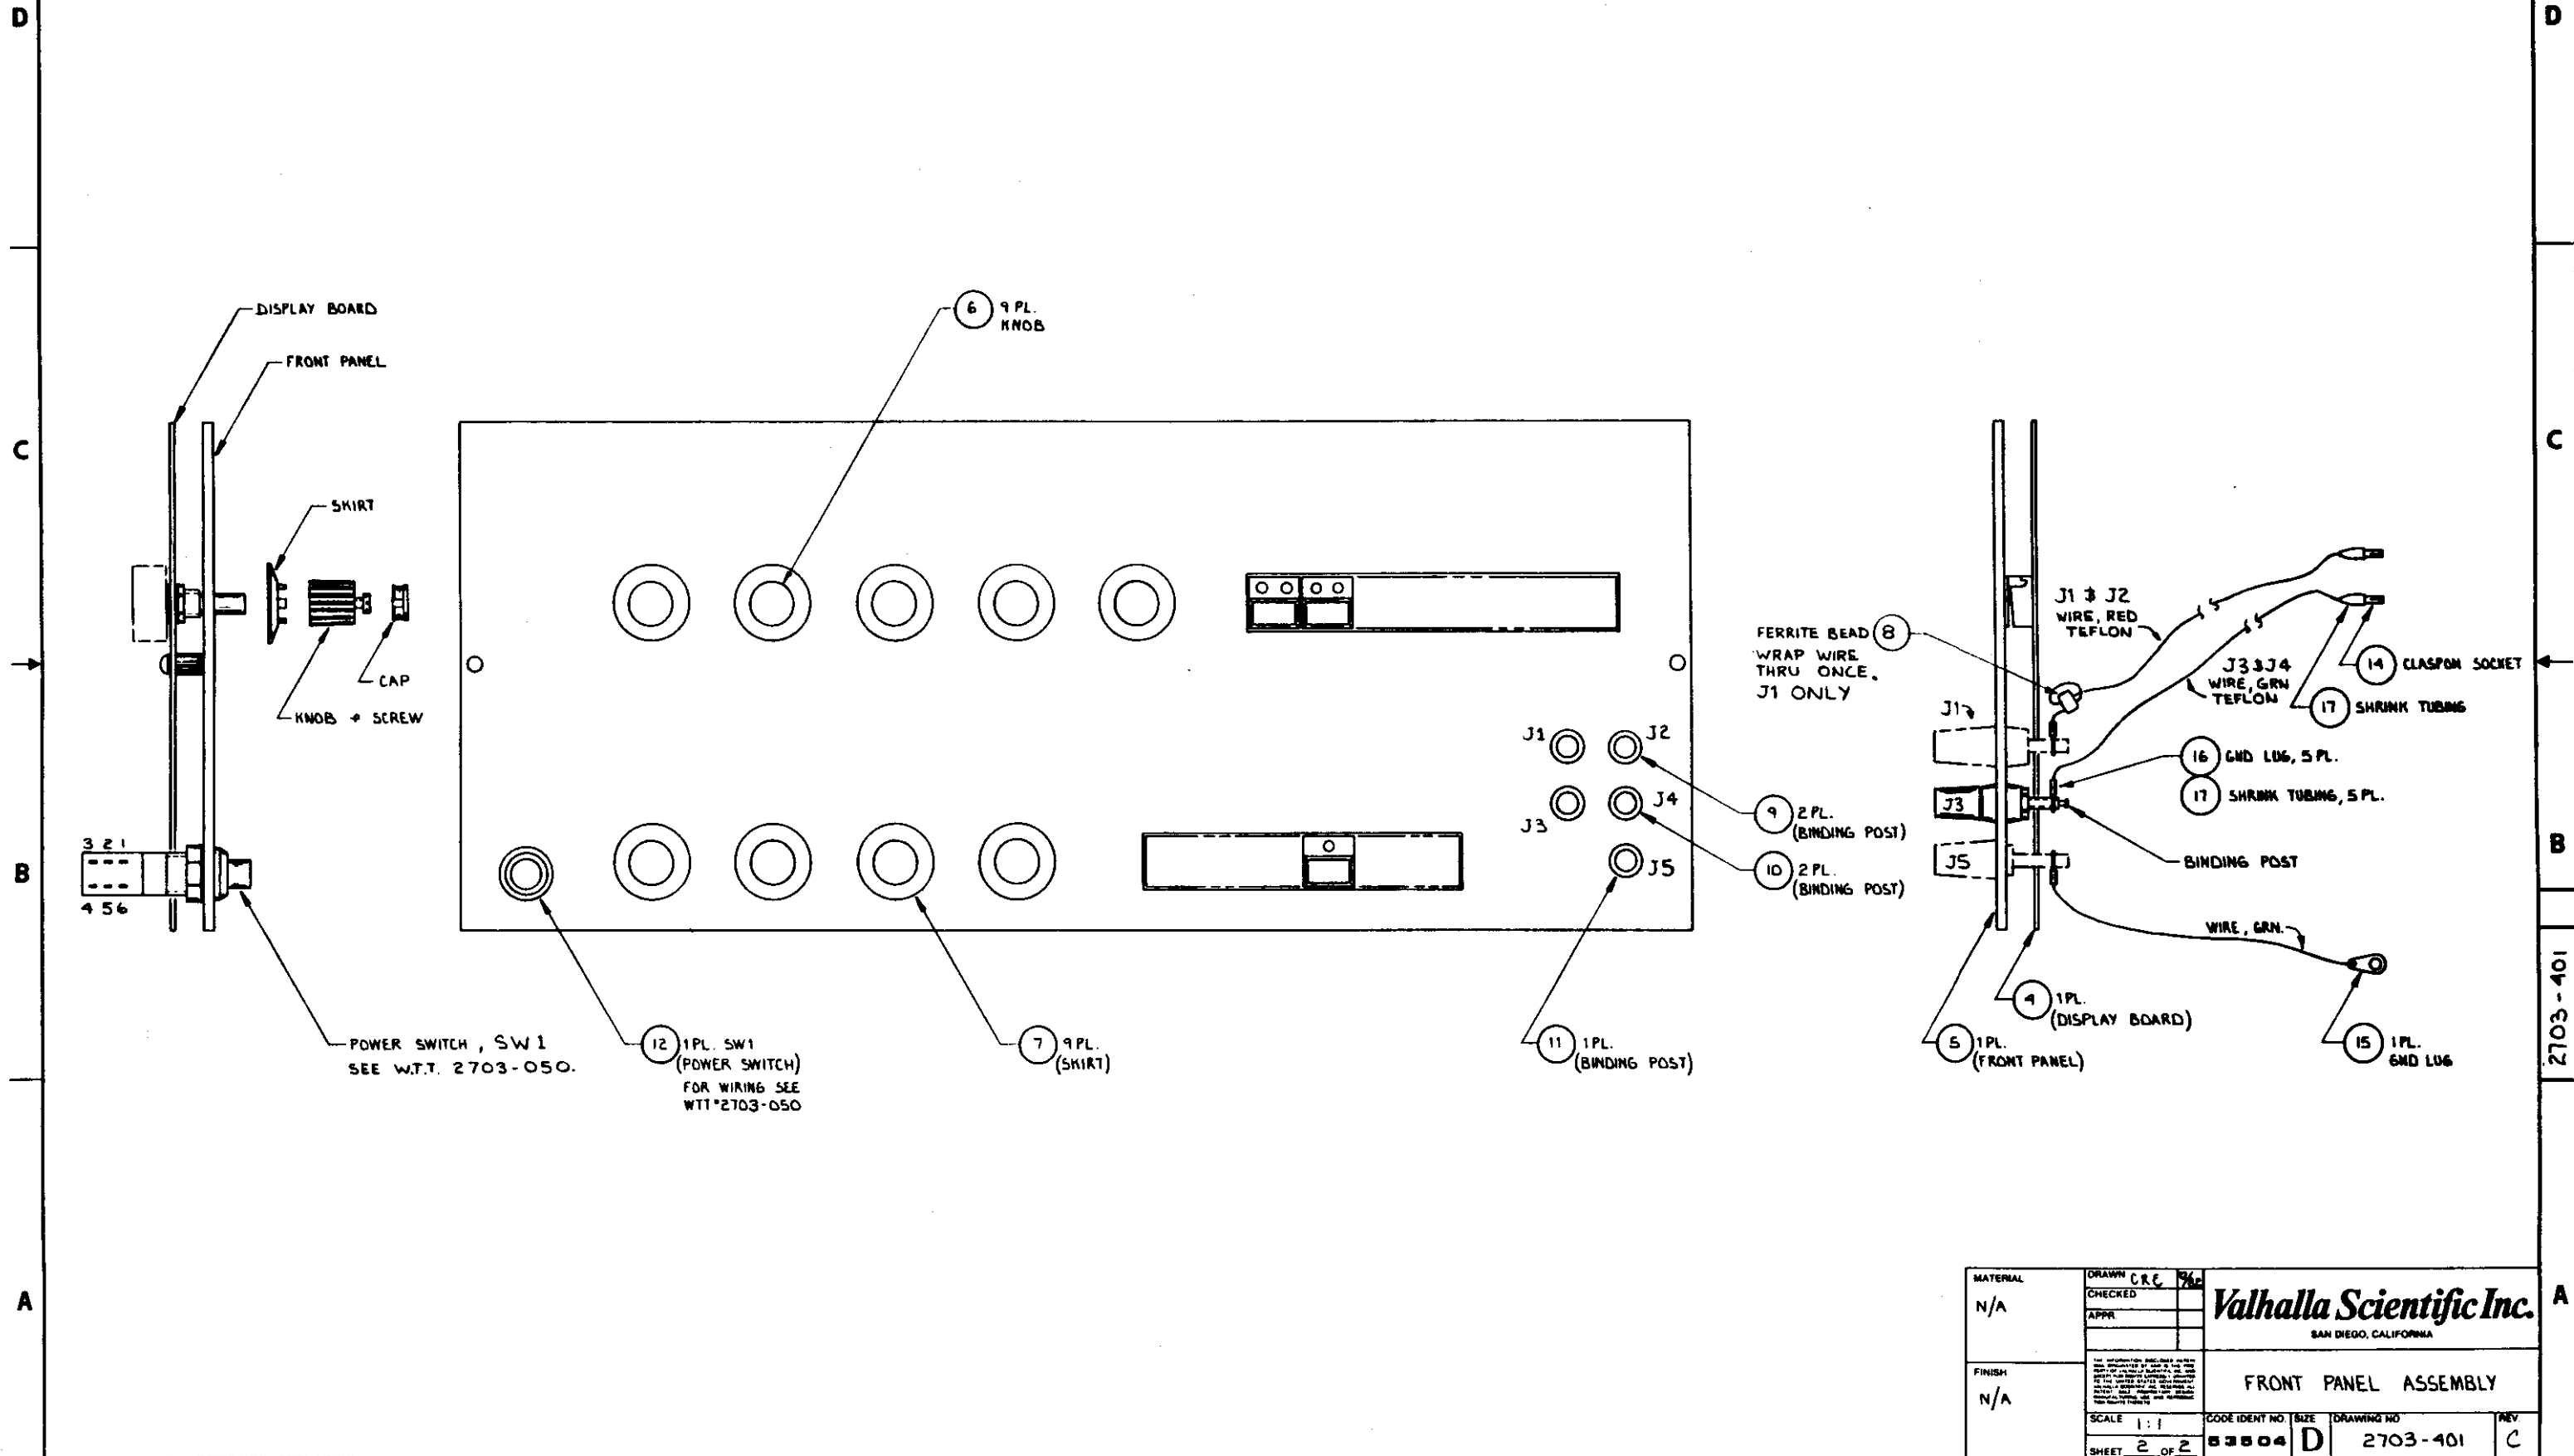 D
D
DISPLAY BOARD
6 9 PL.
KNOB
FRONT PANEL
C
C
SKIRT
CAP
KNOB & SCREW
J1 & J2
WIRE, RED
TEFLON
FERRITE BEAD 8
WRAP WIRE
THRU ONCE.
J1 ONLY
J3 & J4
WIRE, GRN
TEFLON
14 CLASPON SOCKET
17 SHRINK TUBING
J1
J2
J1
16 GND LUG, 5 PL.
17 SHRINK TUBING, 5 PL.
J3
J4
J3
9 2 PL.
(BINDING POST)
BINDING POST
J5
J5
10 2 PL.
(BINDING POST)
3 2 1
4 5 6
B
B
WIRE, GRN.
POWER SWITCH, SW1
SEE W.T.T. 2703-050.
12 1 PL. SW1
(POWER SWITCH)
FOR WIRING SEE
WTT#2703-050
7 9 PL.
(SKIRT)
11 1 PL.
(BINDING POST)
4 1 PL.
(DISPLAY BOARD)
5 1 PL.
(FRONT PANEL)
15 1 PL.
GND LUG
2703-401
A
A
MATERIAL
N/A
FINISH
N/A
DRAWN CRE
CHECKED
APPR.
Valhalla Scientific Inc.
SAN DIEGO, CALIFORNIA
FRONT PANEL ASSEMBLY
SCALE 1:1
SHEET 2 OF 2
CODE IDENT NO.
53504
SIZE
D
DRAWING NO
2703-401
REV.
C